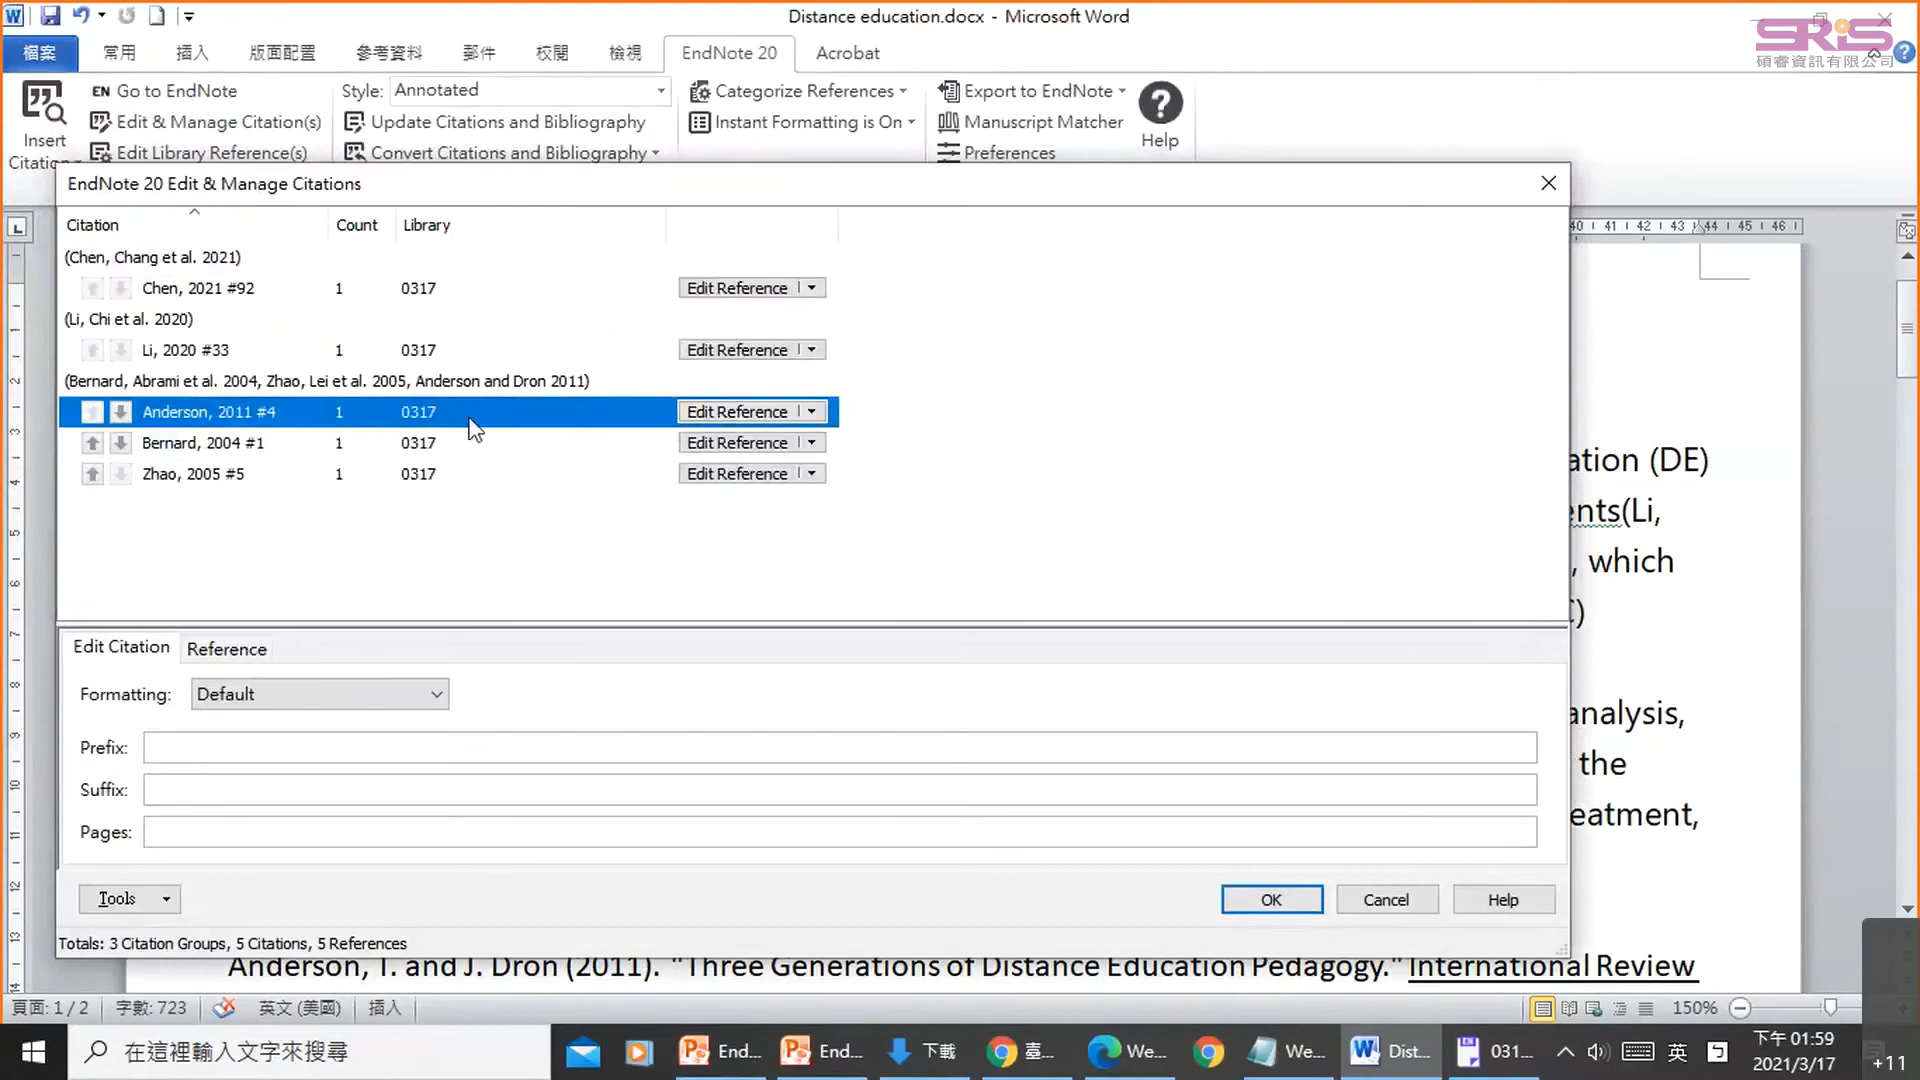 Distance education.docx - Microsoft Word
SRIS
碩睿資訊有限公司
檔案 常用 插入 版面配置 參考資料 郵件 校閱 檢視 EndNote 20 Acrobat
Insert
Citation
EN Go to EndNote
Edit & Manage Citation(s)
Edit Library Reference(s)
Style: Annotated
Update Citations and Bibliography
Convert Citations and Bibliography
Categorize References
Instant Formatting is On
Export to EndNote
Manuscript Matcher
Preferences
Help
EndNote 20 Edit & Manage Citations
Citation Count Library
(Chen, Chang et al. 2021)
Chen, 2021 #92 1 0317 Edit Reference
(Li, Chi et al. 2020)
Li, 2020 #33 1 0317 Edit Reference
(Bernard, Abrami et al. 2004, Zhao, Lei et al. 2005, Anderson and Dron 2011)
Anderson, 2011 #4 1 0317 Edit Reference
Bernard, 2004 #1 1 0317 Edit Reference
Zhao, 2005 #5 1 0317 Edit Reference
Edit Citation Reference
Formatting: Default
Prefix:
Suffix:
Pages:
Tools OK Cancel Help
Totals: 3 Citation Groups, 5 Citations, 5 References
40 41 42 43 44 45 46
ation (DE)
ents(Li,
, which
analysis,
the
eatment,
Anderson, T. and J. Dron (2011). "Three Generations of Distance Education Pedagogy." International Review
頁面: 1 / 2 字數: 723 英文 (美國) 插入 150%
在這裡輸入文字來搜尋 End... End... 下載 臺... We... We... Dist... 031... 英 下午 01:59
2021/3/17
+11